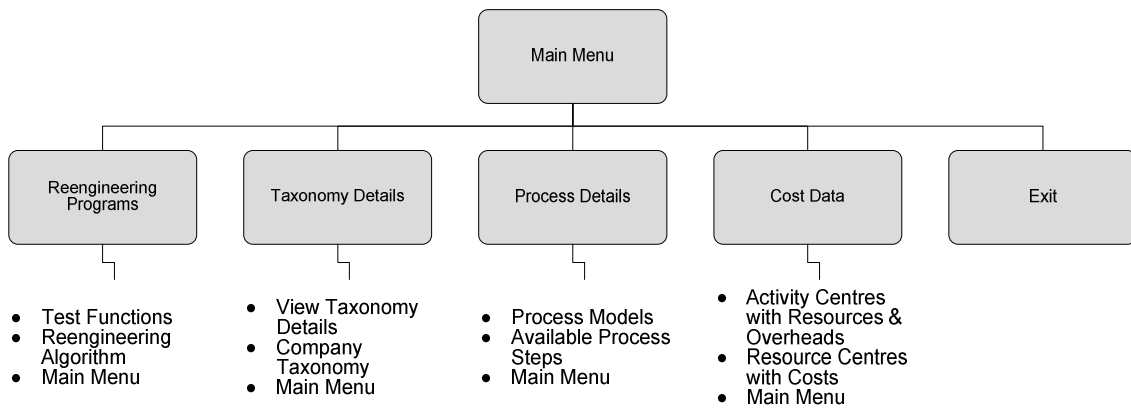 Main Menu
Reengineering
Programs
Taxonomy Details
Process Details
Cost Data
Exit
• Test Functions
• Reengineering
Algorithm
• Main Menu
• View Taxonomy
Details
• Company
Taxonomy
• Main Menu
• Process Models
• Available Process
Steps
• Main Menu
• Activity Centres
with Resources &
Overheads
• Resource Centres
with Costs
• Main Menu